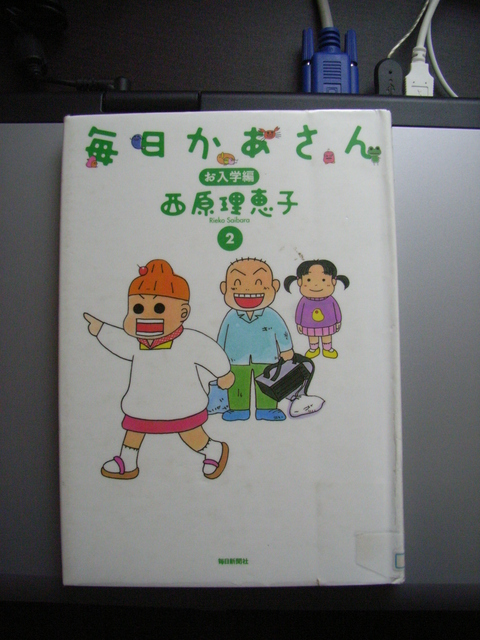 毎日かあさん
お入学編
西原理恵子
Rieko Saibara
2
毎日新聞社